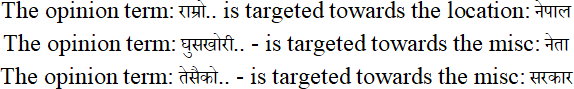 The opinion term: राम्रो.. is targeted towards the location: नेपाल
The opinion term: घुसखोरी.. - is targeted towards the misc: नेता
The opinion term: तेसैको.. - is targeted towards the misc: सरकार